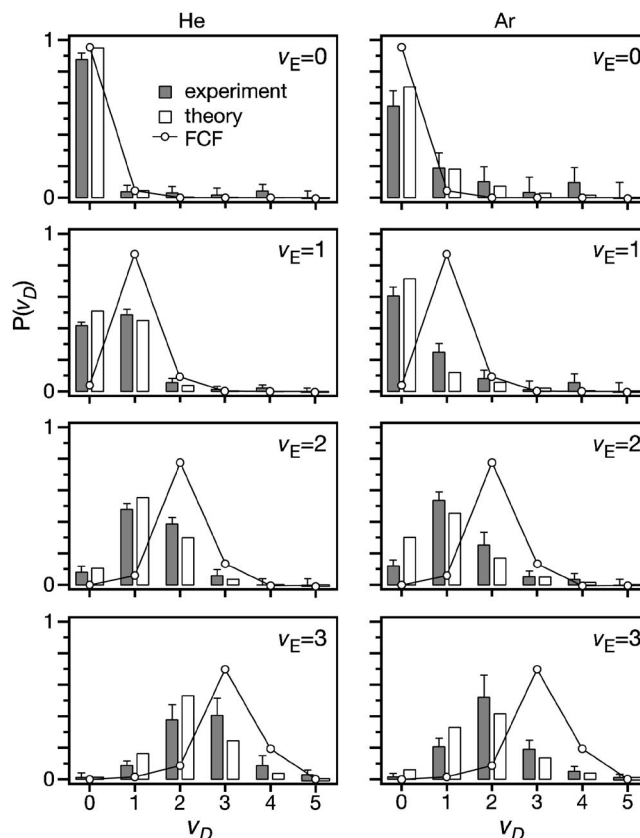 He Ar
1 v_E=0 v_E=0
experiment
theory
FCF
0
1 v_E=1 v_E=1
P(v_D)
0
1 v_E=2 v_E=2
0
1 v_E=3 v_E=3
0
0 1 2 3 4 5 0 1 2 3 4 5
v_D v_D